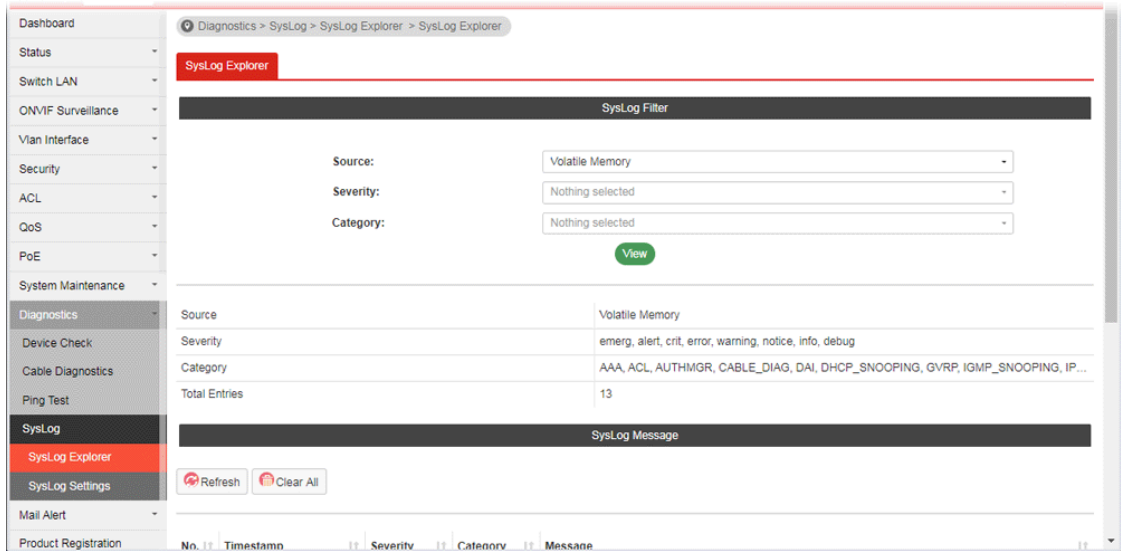 Dashboard
Status
Switch LAN
ONVIF Surveillance
Vlan Interface
Security
ACL
QoS
PoE
System Maintenance
Diagnostics
Device Check
Cable Diagnostics
Ping Test
SysLog
SysLog Explorer
SysLog Settings
Mail Alert
Product Registration
Diagnostics > SysLog > SysLog Explorer > SysLog Explorer
SysLog Explorer
SysLog Filter
Source: Volatile Memory
Severity: Nothing selected
Category: Nothing selected
View
Source Volatile Memory
Severity emerg, alert, crit, error, warning, notice, info, debug
Category AAA, ACL, AUTHMGR, CABLE_DIAG, DAI, DHCP_SNOOPING, GVRP, IGMP_SNOOPING, IP...
Total Entries 13
SysLog Message
Refresh Clear All
No. Timestamp Severity Category Message